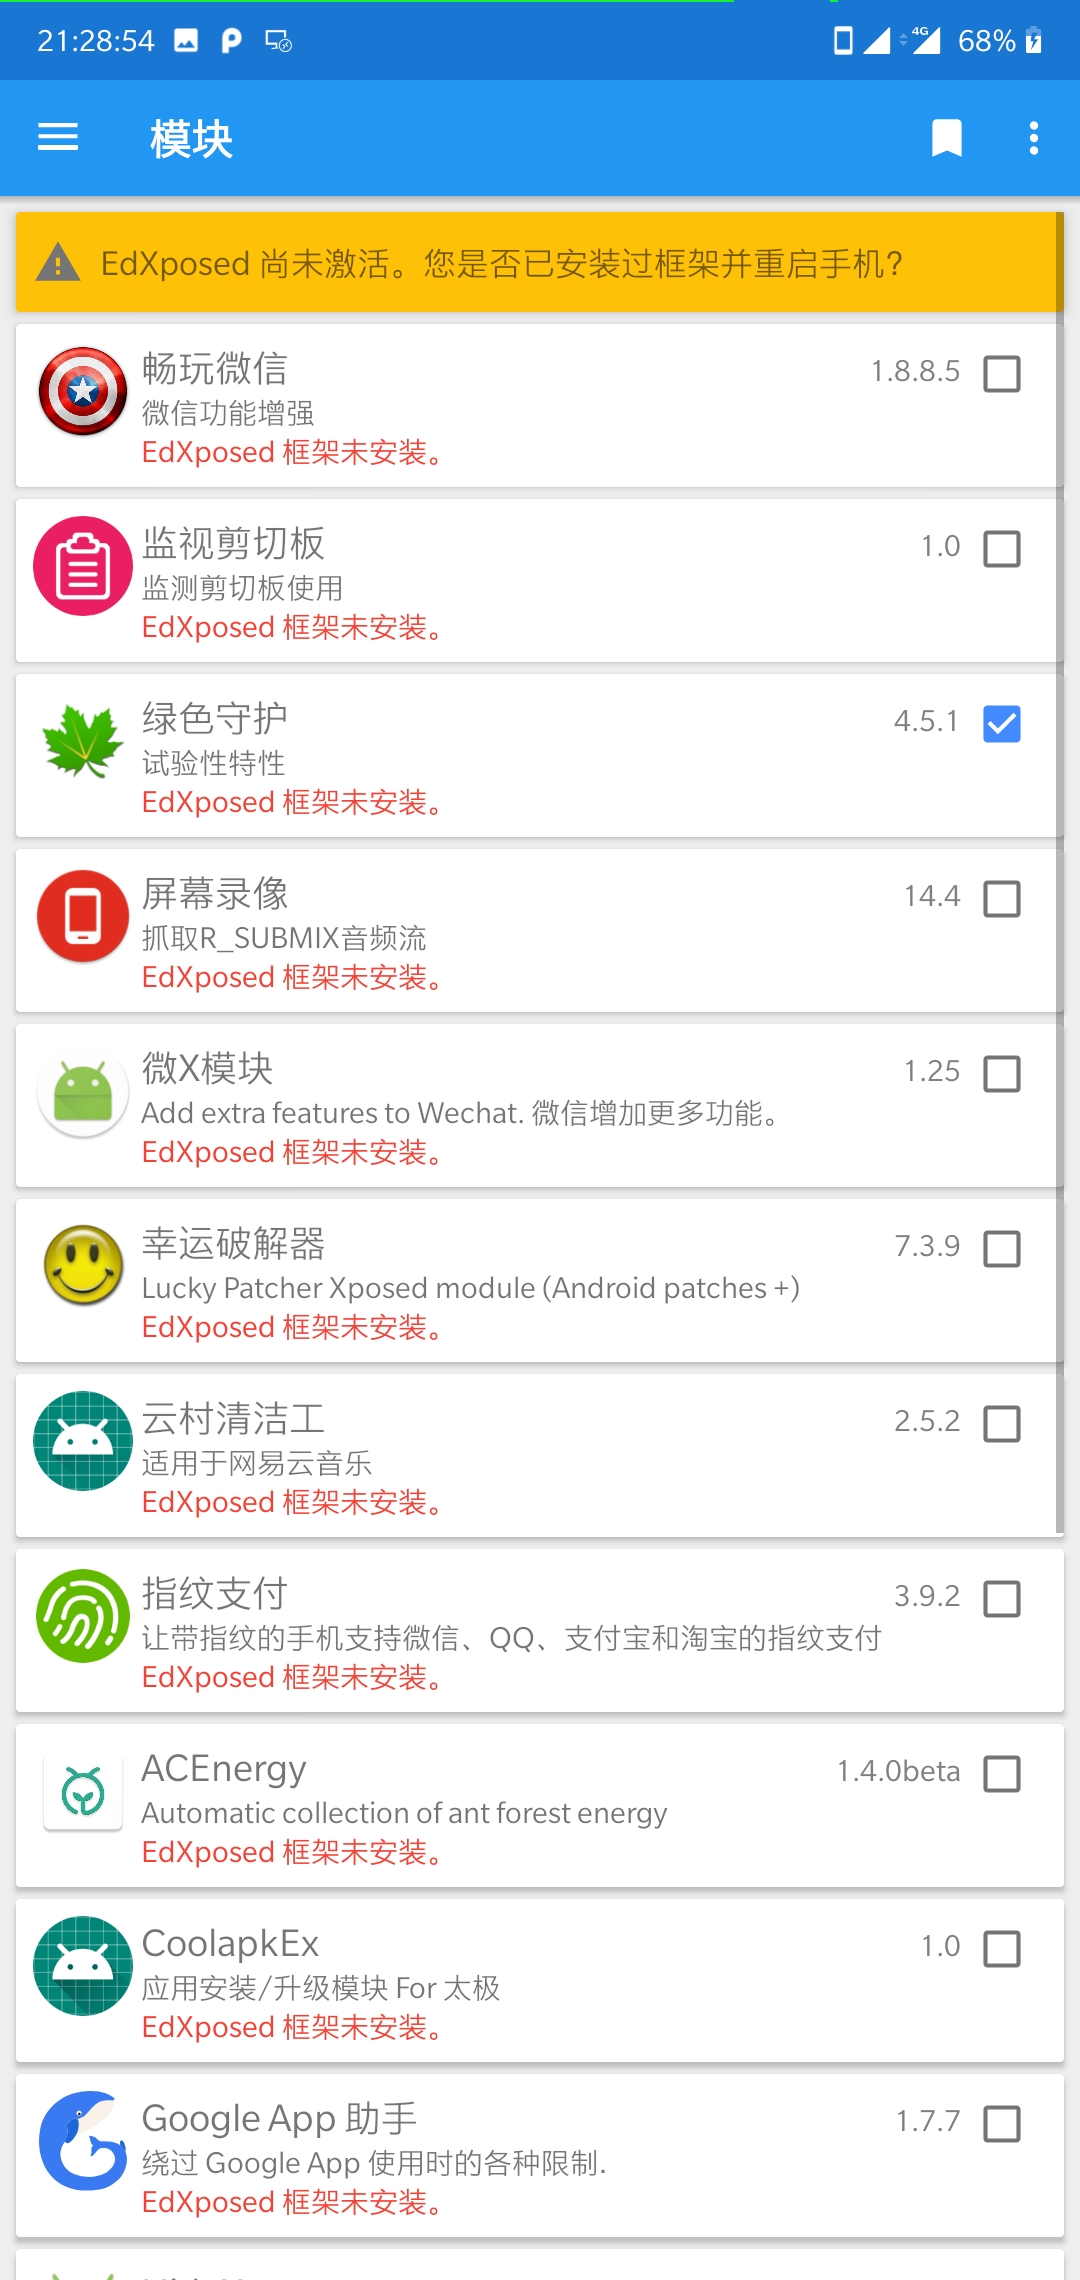 21:28:54
4G 68%
模块
EdXposed 尚未激活。您是否已安装过框架并重启手机?
畅玩微信
1.8.8.5
微信功能增强
EdXposed 框架未安装。
监视剪切板
1.0
监测剪切板使用
EdXposed 框架未安装。
绿色守护
4.5.1
试验性特性
EdXposed 框架未安装。
屏幕录像
14.4
抓取R_SUBMIX音频流
EdXposed 框架未安装。
微X模块
1.25
Add extra features to Wechat. 微信增加更多功能。
EdXposed 框架未安装。
幸运破解器
7.3.9
Lucky Patcher Xposed module (Android patches +)
EdXposed 框架未安装。
云村清洁工
2.5.2
适用于网易云音乐
EdXposed 框架未安装。
指纹支付
3.9.2
让带指纹的手机支持微信、QQ、支付宝和淘宝的指纹支付
EdXposed 框架未安装。
ACEnergy
1.4.0beta
Automatic collection of ant forest energy
EdXposed 框架未安装。
CoolapkEx
1.0
应用安装/升级模块 For 太极
EdXposed 框架未安装。
Google App 助手
1.7.7
绕过 Google App 使用时的各种限制.
EdXposed 框架未安装。